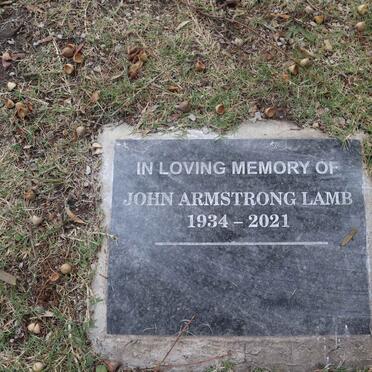 IN LOVING MEMORY OF
JOHN ARMSTRONG LAMB
1934 – 2021